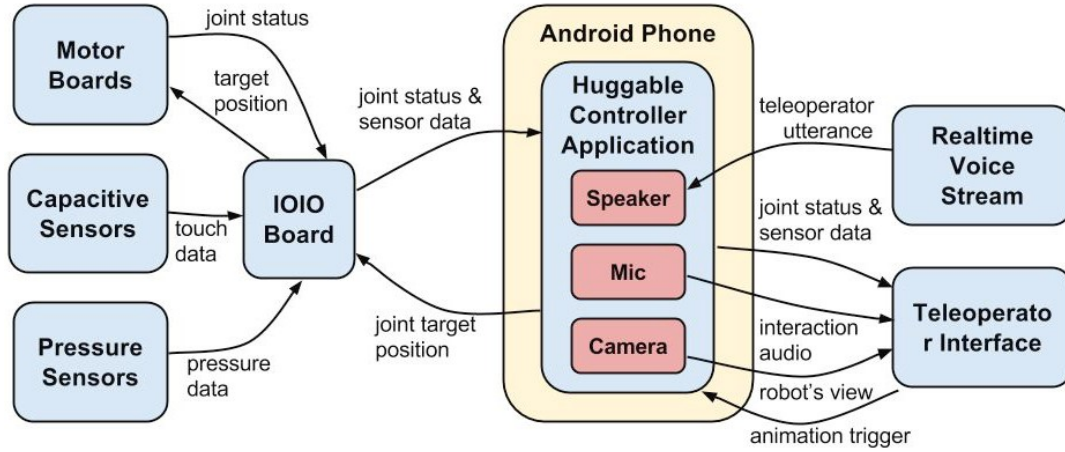 joint status
Motor
Boards
target
position
Capacitive
Sensors
touch
data
Pressure
Sensors
pressure
data
IOIO
Board
joint status &
sensor data
joint target
position
Android Phone
Huggable
Controller
Application
Speaker
Mic
Camera
teleoperator
utterance
Realtime
Voice
Stream
joint status &
sensor data
Teleoperato
r Interface
interaction
audio
robot's view
animation trigger